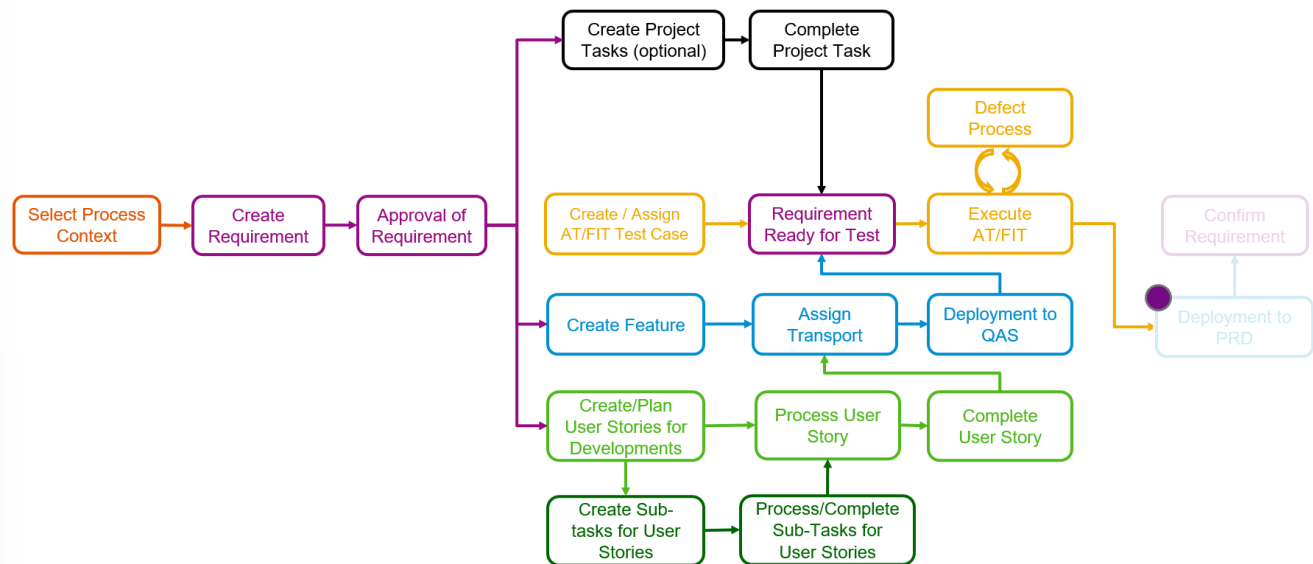 Create Project
Tasks (optional)
Complete
Project Task
Defect
Process
Select Process
Context
Create
Requirement
Approval of
Requirement
Create / Assign
AT/FIT Test Case
Requirement
Ready for Test
Execute
AT/FIT
Confirm
Requirement
Create Feature
Assign
Transport
Deployment to
QAS
Deployment to
PRD
Create/Plan
User Stories for
Developments
Process User
Story
Complete
User Story
Create Sub-
tasks for User
Stories
Process/Complete
Sub-Tasks for
User Stories